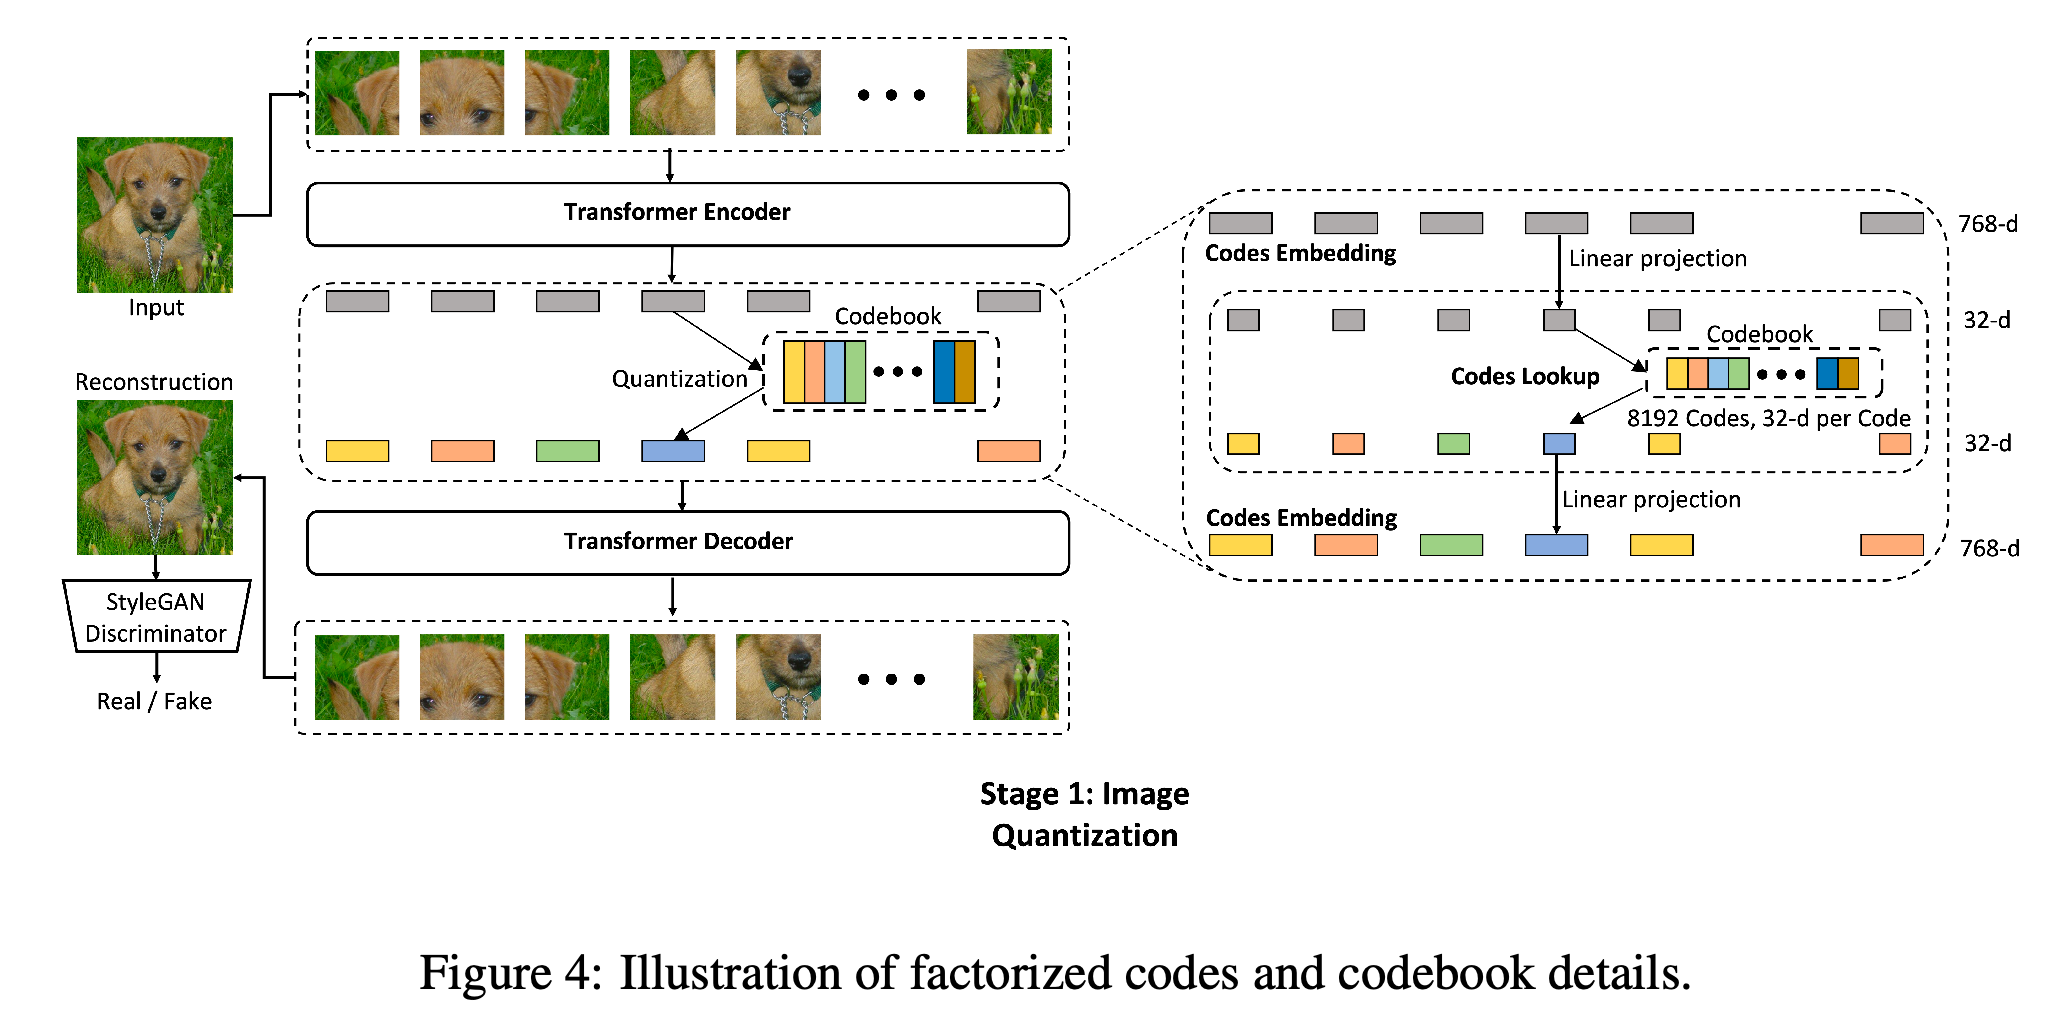 Input
Reconstruction
StyleGAN
Discriminator
Real / Fake
Transformer Encoder
Codebook
Quantization
Transformer Decoder
768-d
Codes Embedding
Linear projection
32-d
Codebook
Codes Lookup
8192 Codes, 32-d per Code
32-d
Linear projection
Codes Embedding
768-d
Stage 1: Image
Quantization
Figure 4: Illustration of factorized codes and codebook details.